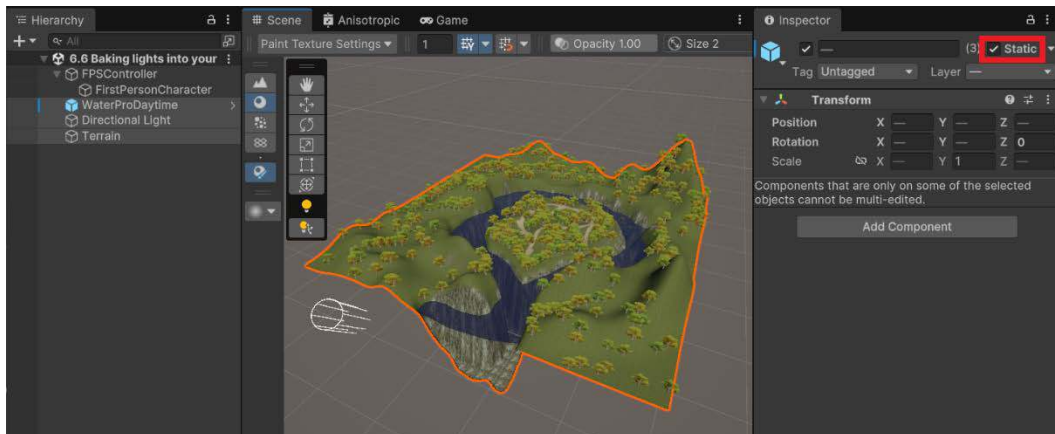 Hierarchy
All
6.6 Baking lights into your
FPSController
FirstPersonCharacter
WaterProDaytime
Directional Light
Terrain
Scene
Anisotropic
Game
Paint Texture Settings
1
Opacity 1.00
Size 2
Inspector
—
(3)
Static
Tag Untagged
Layer —
Transform
Position X — Y — Z —
Rotation X — Y — Z 0
Scale X — Y 1 Z —
Components that are only on some of the selected
objects cannot be multi-edited.
Add Component